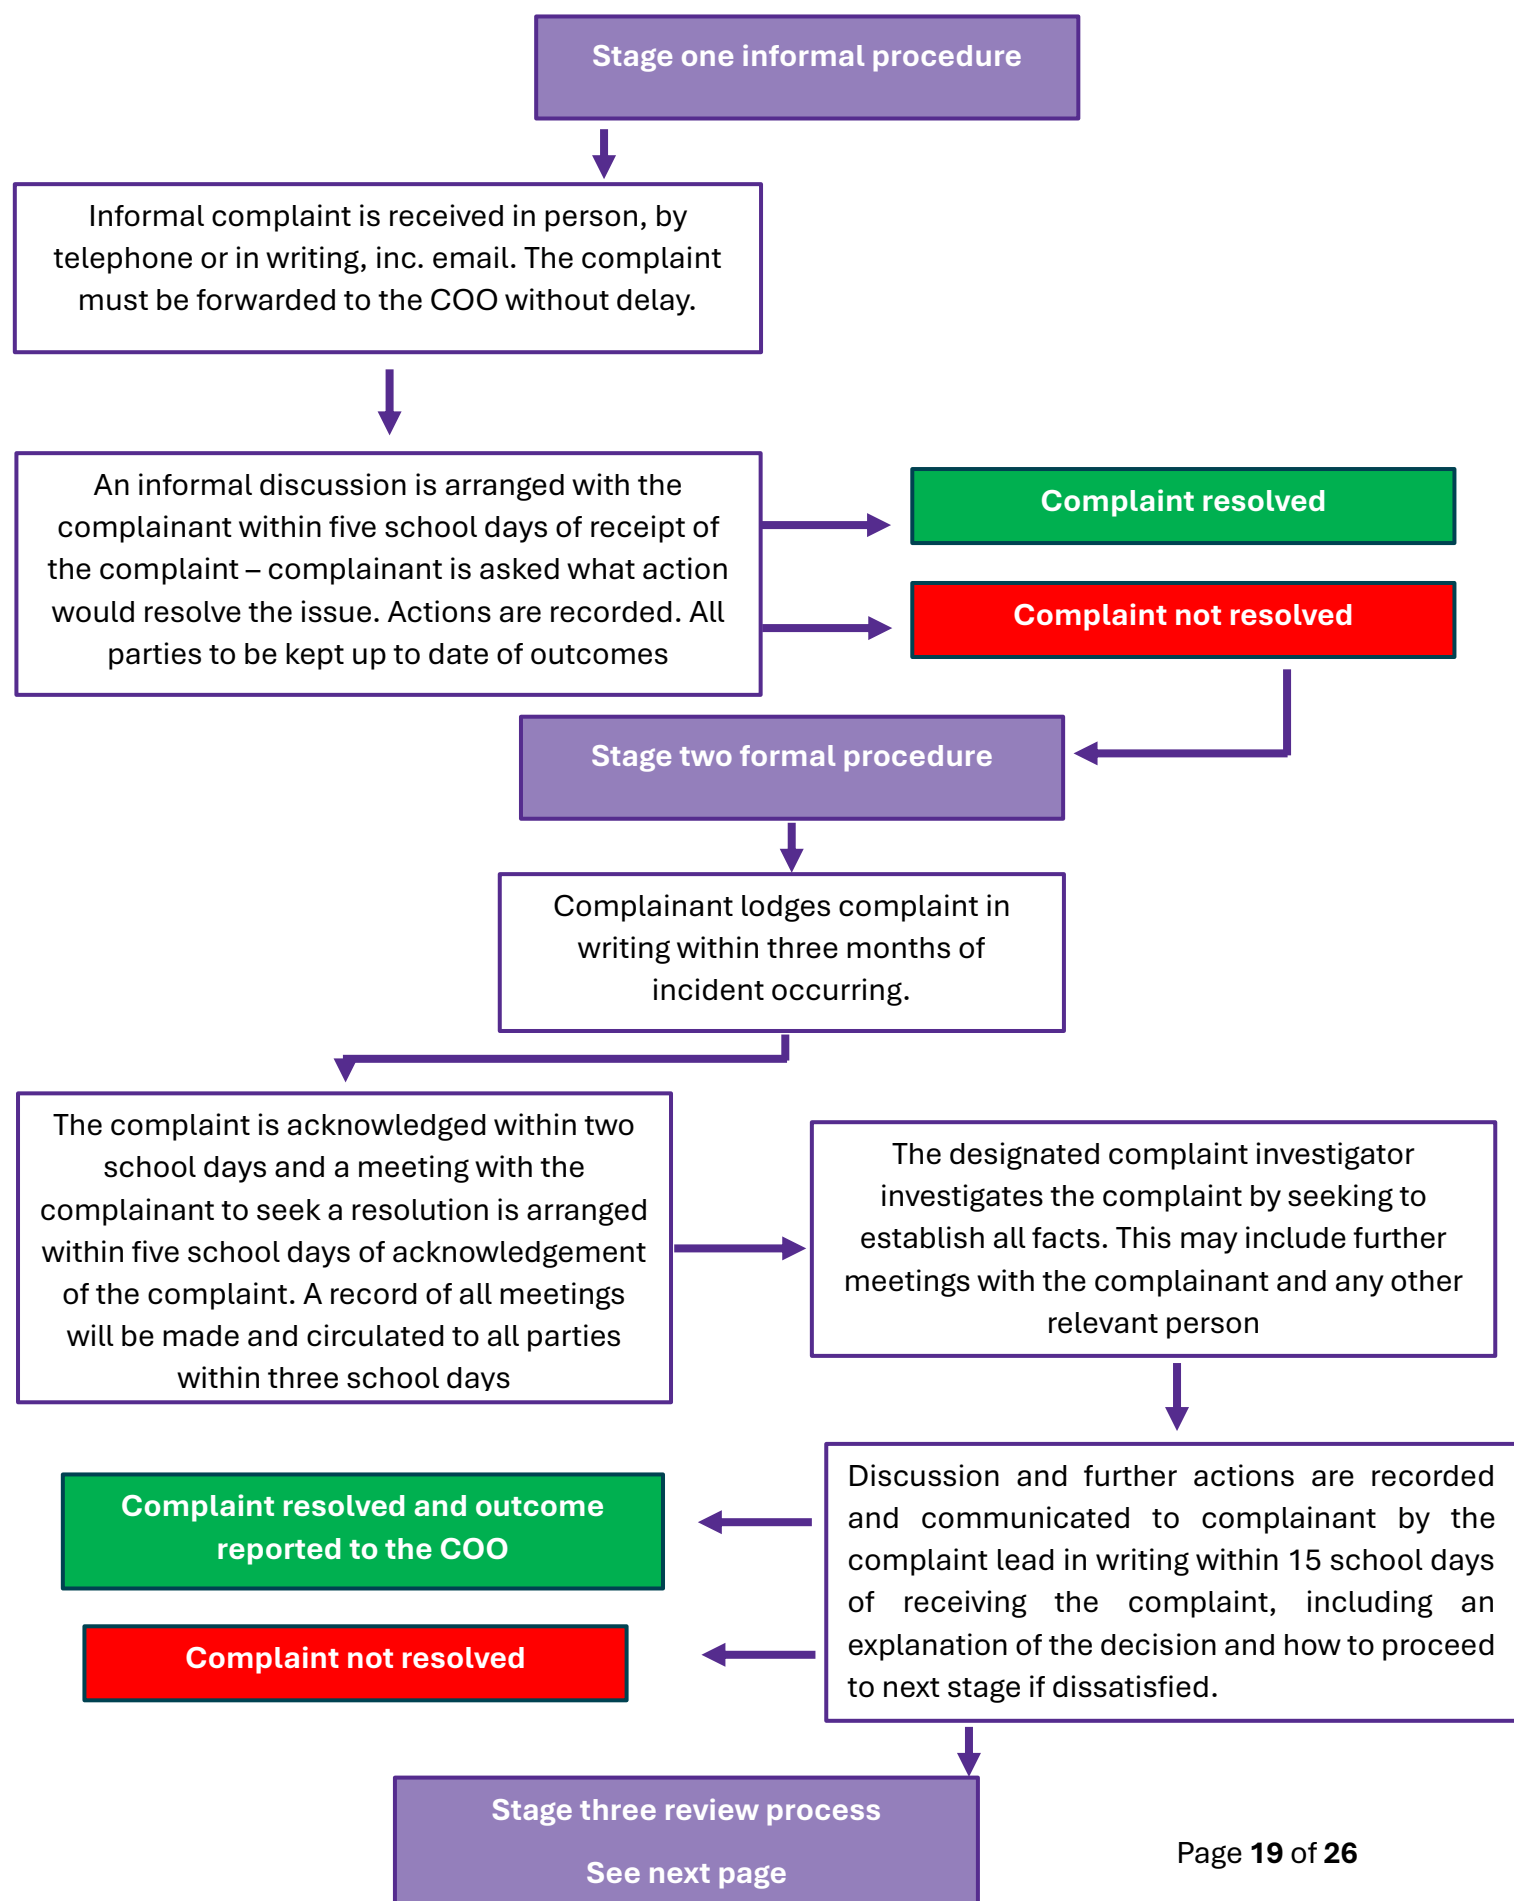 Stage one informal procedure
Informal complaint is received in person, by
telephone or in writing, inc. email. The complaint
must be forwarded to the COO without delay.
An informal discussion is arranged with the
complainant within five school days of receipt of
the complaint – complainant is asked what action
would resolve the issue. Actions are recorded. All
parties to be kept up to date of outcomes
Complaint resolved
Complaint not resolved
Stage two formal procedure
Complainant lodges complaint in
writing within three months of
incident occurring.
The complaint is acknowledged within two
school days and a meeting with the
complainant to seek a resolution is arranged
within five school days of acknowledgement
of the complaint. A record of all meetings
will be made and circulated to all parties
within three school days
The designated complaint investigator
investigates the complaint by seeking to
establish all facts. This may include further
meetings with the complainant and any other
relevant person
Discussion and further actions are recorded
and communicated to complainant by the
complaint lead in writing within 15 school days
of receiving the complaint, including an
explanation of the decision and how to proceed
to next stage if dissatisfied.
Complaint resolved and outcome
reported to the COO
Complaint not resolved
Stage three review process
See next page
Page 19 of 26